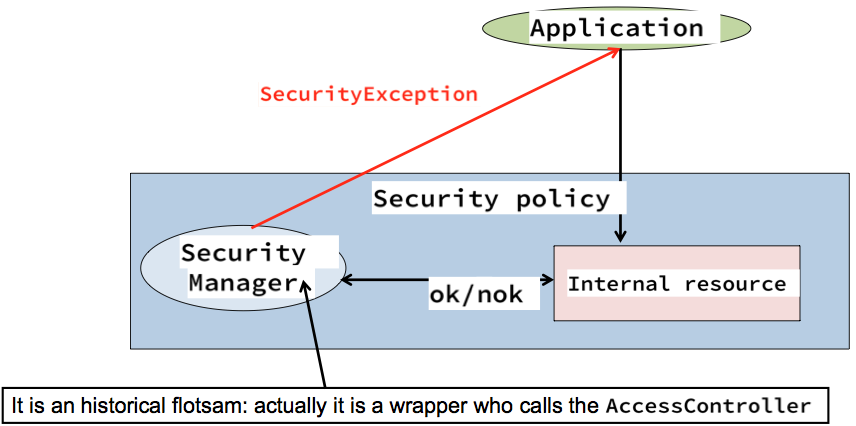 Application
SecurityException
Security policy
Security
Manager
ok/nok
Internal resource
It is an historical flotsam: actually it is a wrapper who calls the AccessController